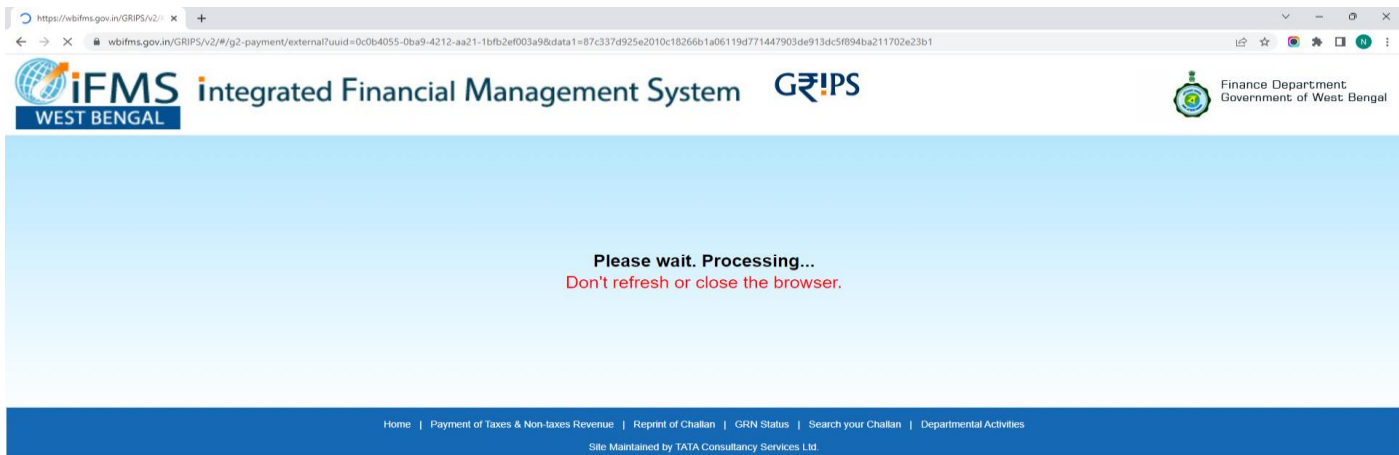 https://wbifms.gov.in/GRIPS/v2/#
wbifms.gov.in/GRIPS/v2/#/g2-payment/external?uuid=0c0b4055-0ba9-4212-aa21-1bfb2ef003a9&data1=87c337d925e2010c18266b1a06119d771447903de913dc5f894ba211702e23b1
N
iFMS
WEST BENGAL
integrated Financial Management System
G₹!PS
Finance Department
Government of West Bengal
Please wait. Processing...
Don't refresh or close the browser.
Home | Payment of Taxes & Non-taxes Revenue | Reprint of Challan | GRN Status | Search your Challan | Departmental Activities
Site Maintained by TATA Consultancy Services Ltd.